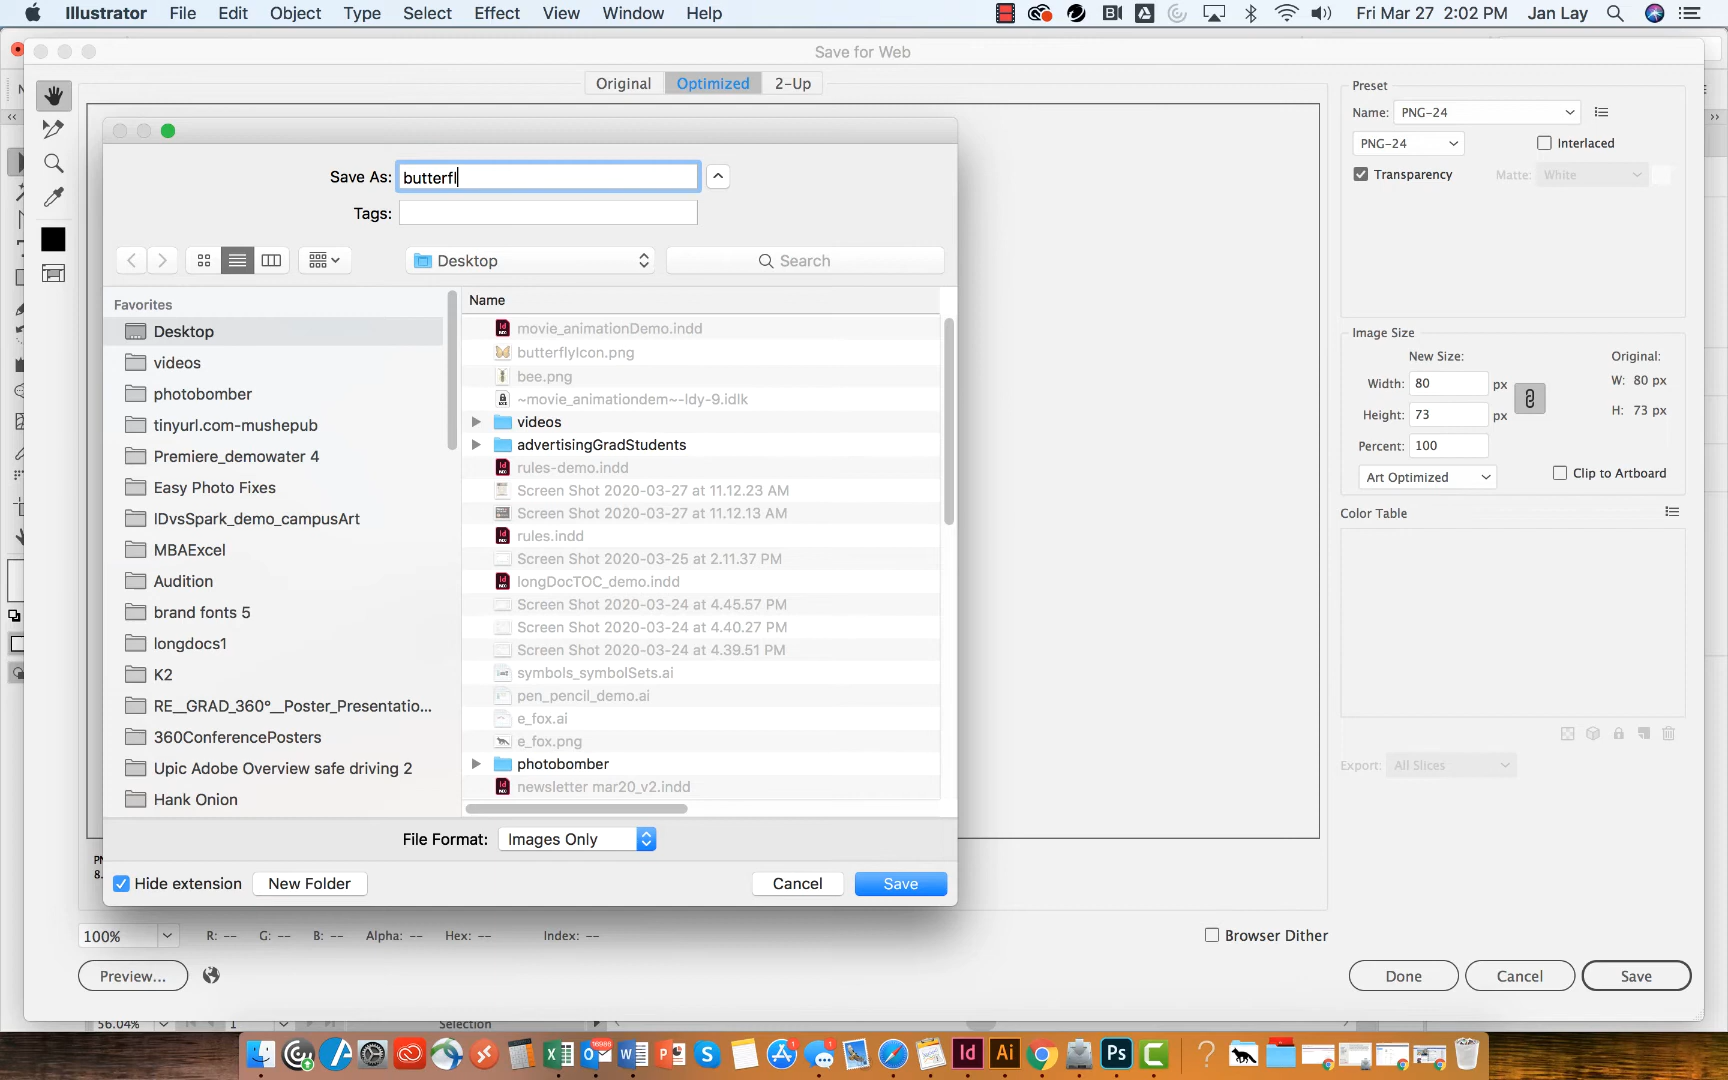 Illustrator File Edit Object Type Select Effect View Window Help Fri Mar 27 2:02 PM Jan Lay
Save for Web
Original Optimized 2-Up
Preset
Name: PNG-24
PNG-24 Interlaced
Transparency Matte: White
Save As: butterfl
Tags:
Desktop Search
Favorites
Desktop
videos
photobomber
tinyurl.com-mushepub
Premiere_demowater 4
Easy Photo Fixes
IDvsSpark_demo_campusArt
MBAExcel
Audition
brand fonts 5
longdocs1
K2
RE__GRAD_360°__Poster_Presentatio...
360ConferencePosters
Upic Adobe Overview safe driving 2
Hank Onion
Name
movie_animationDemo.indd
butterflyIcon.png
bee.png
~movie_animationdem~-ldy-9.idlk
videos
advertisingGradStudents
rules-demo.indd
Screen Shot 2020-03-27 at 11.12.23 AM
Screen Shot 2020-03-27 at 11.12.13 AM
rules.indd
Screen Shot 2020-03-25 at 2.11.37 PM
longDocTOC_demo.indd
Screen Shot 2020-03-24 at 4.45.57 PM
Screen Shot 2020-03-24 at 4.40.27 PM
Screen Shot 2020-03-24 at 4.39.51 PM
symbols_symbolSets.ai
pen_pencil_demo.ai
e_fox.ai
e_fox.png
photobomber
newsletter mar20_v2.indd
File Format: Images Only
Hide extension New Folder Cancel Save
Image Size
New Size: Original:
Width: 80 px W: 80 px
Height: 73 px H: 73 px
Percent: 100
Art Optimized Clip to Artboard
Color Table
Export: All Slices
100% R: -- G: -- B: -- Alpha: -- Hex: -- Index: -- Browser Dither
Preview... Done Cancel Save
56.04% 1 Selection
Id Ai Ps